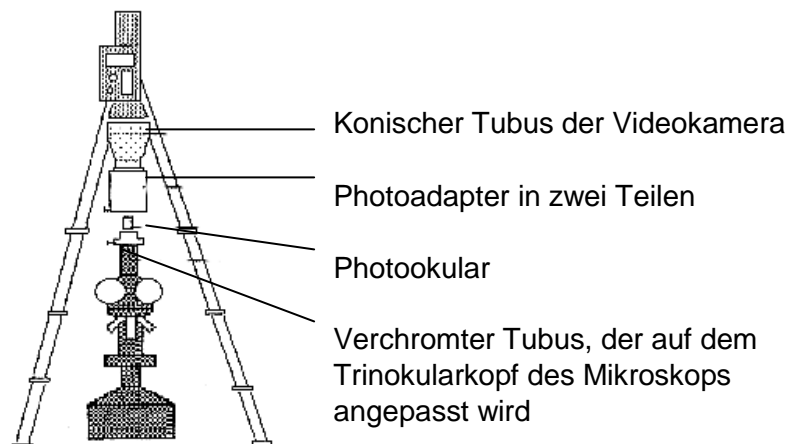 Konischer Tubus der Videokamera
Photoadapter in zwei Teilen
Photookular
Verchromter Tubus, der auf dem
Trinokularkopf des Mikroskops
angepasst wird